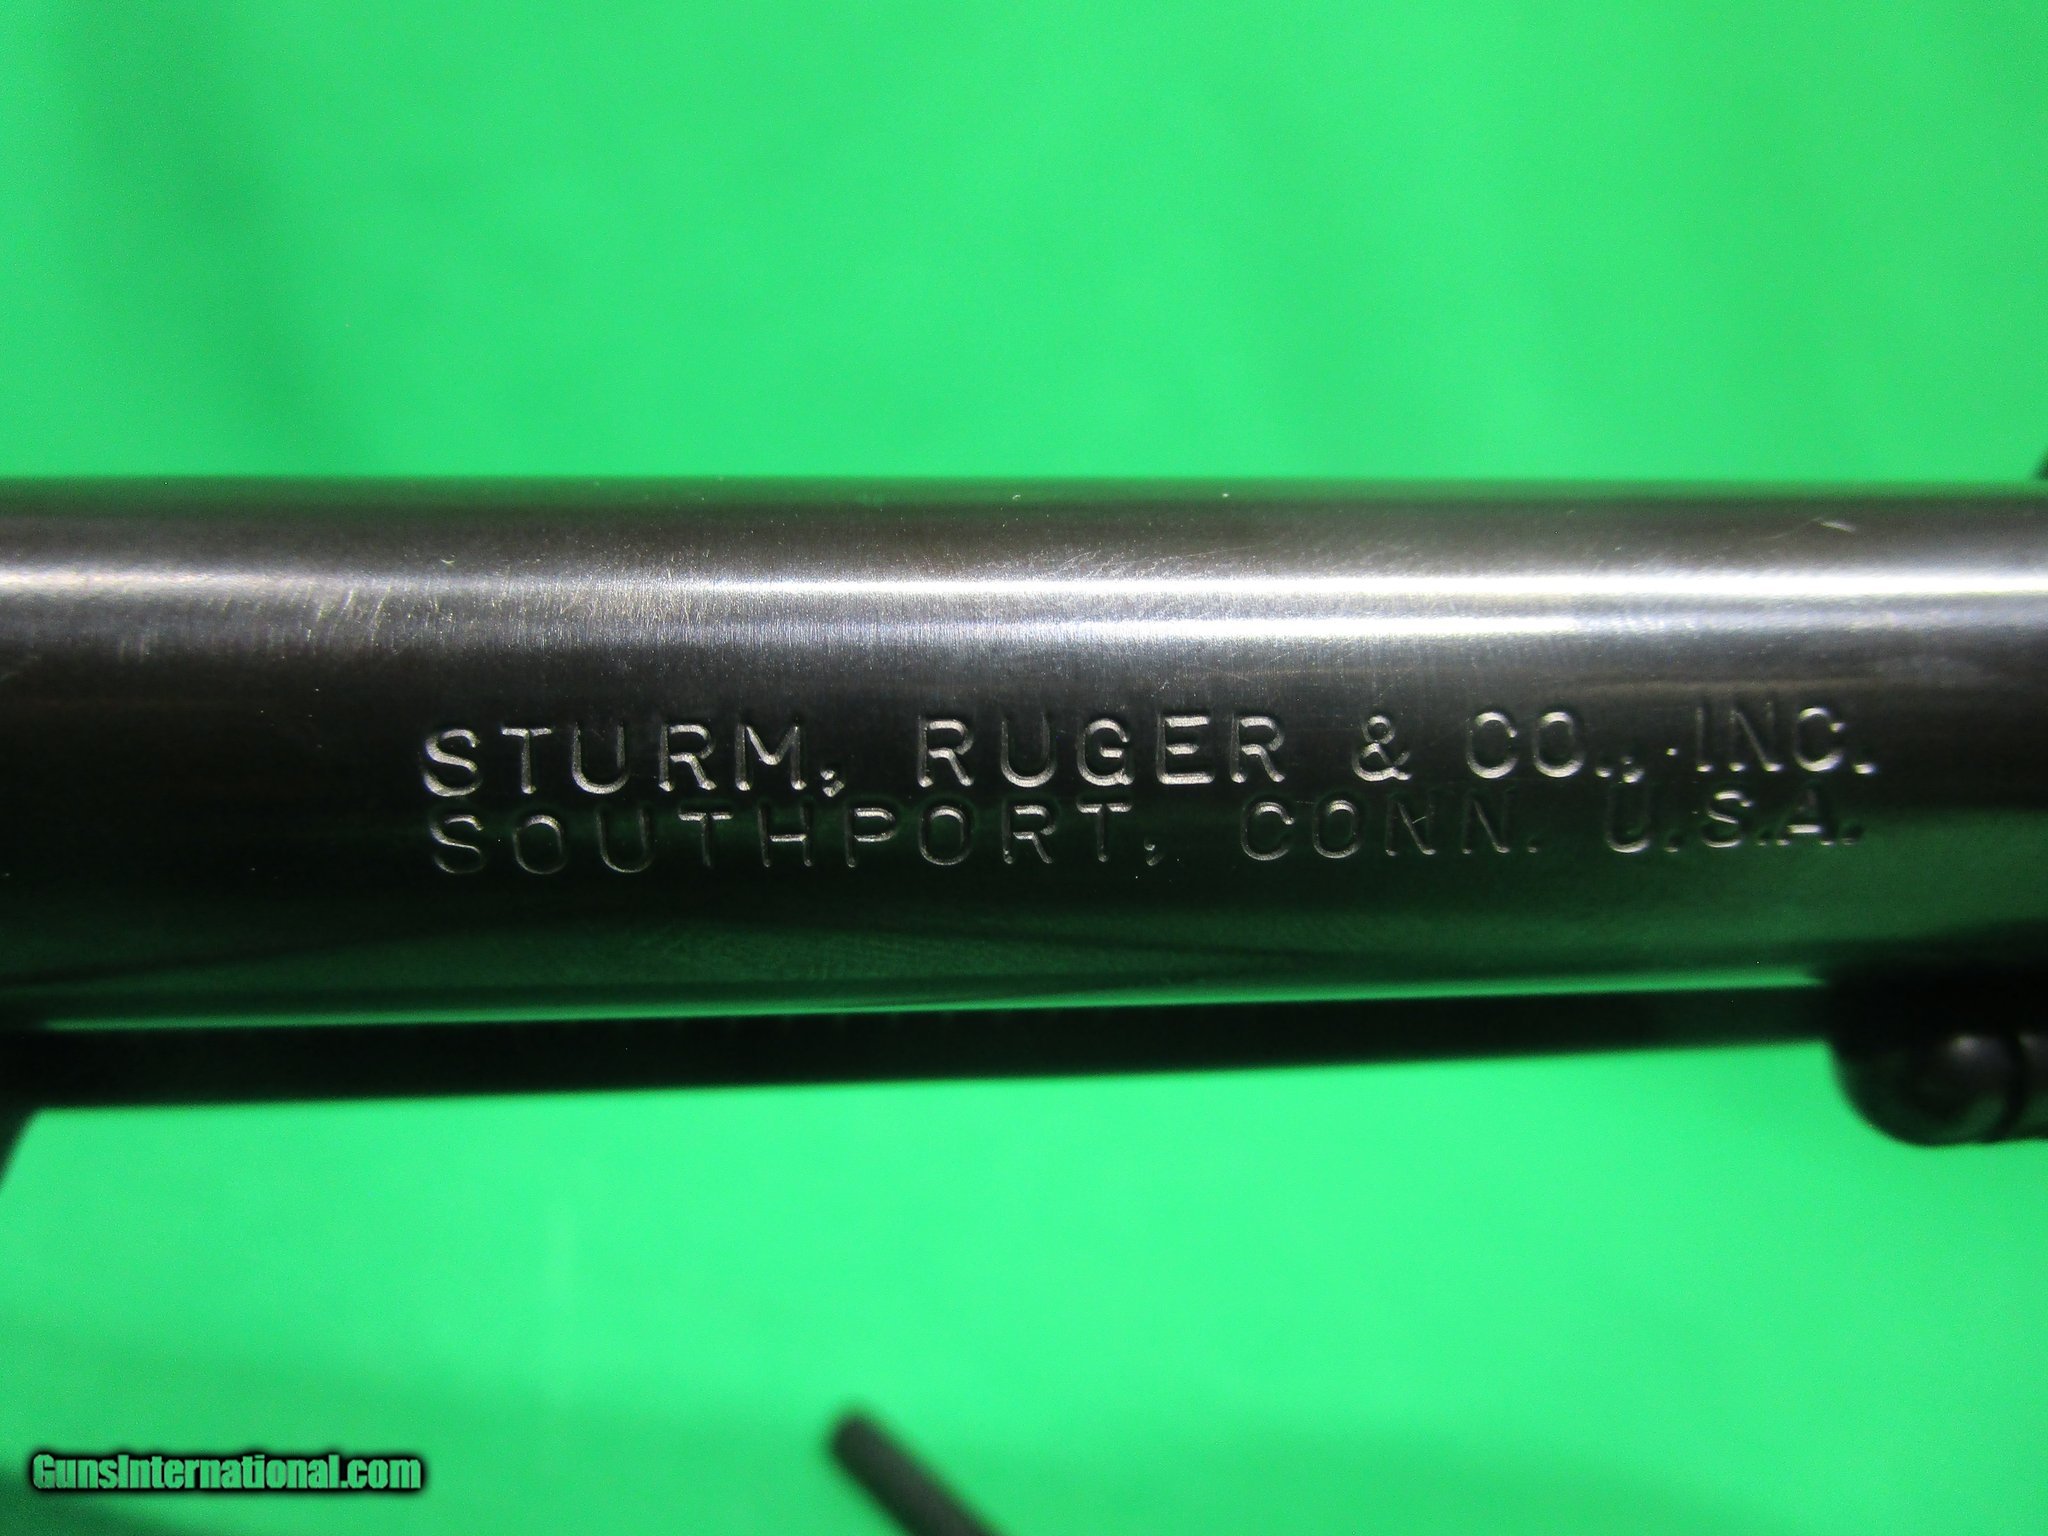 STURM, RUGER & CO., INC.
SOUTHPORT, CONN. U.S.A.
GunsInternational.com